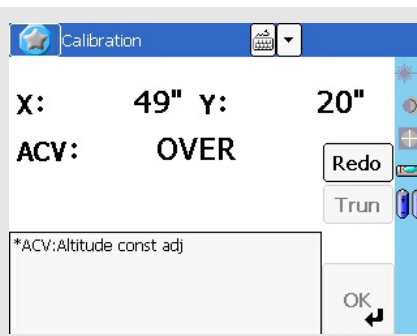 Calibration
X: 49" Y: 20"
ACV: OVER
Redo
Trun
*ACV:Altitude const adj
OK